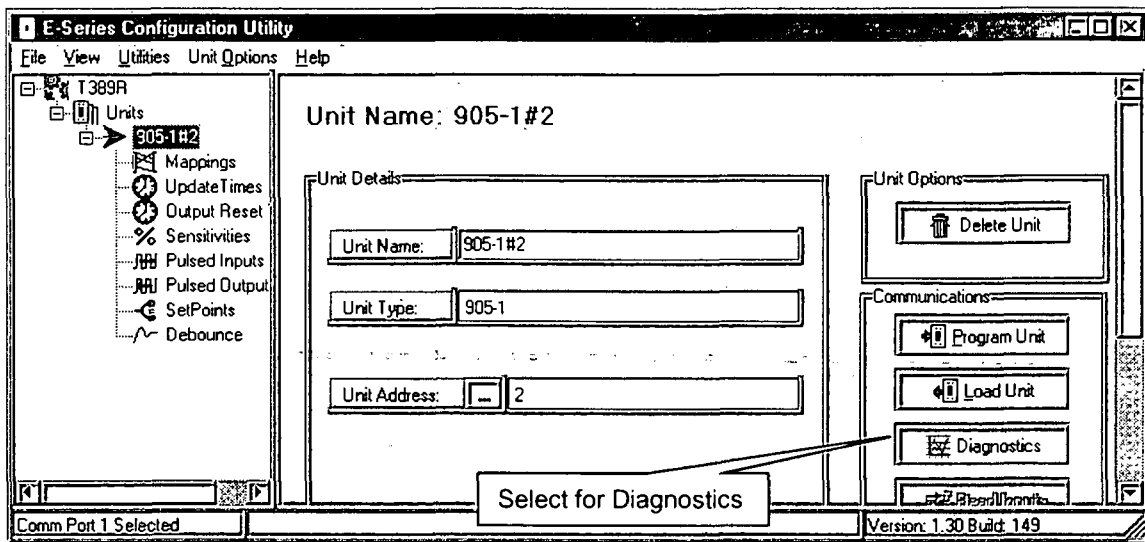 E-Series Configuration Utility
File View Utilities Unit Options Help
T389R
Units
905-1#2
Mappings
UpdateTimes
Output Reset
Sensitivities
Pulsed Inputs
Pulsed Output
SetPoints
Debounce
Unit Name: 905-1#2
Unit Details
Unit Name: 905-1#2
Unit Type: 905-1
Unit Address: ... 2
Unit Options
Delete Unit
Communications
Program Unit
Load Unit
Diagnostics
Select for Diagnostics
Comm Port 1 Selected
Version: 1.30 Build: 149